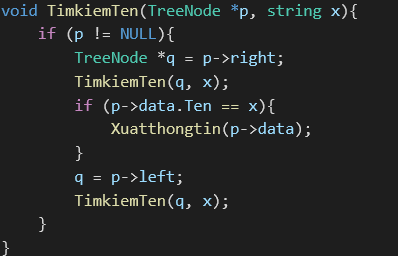 void TimkiemTen(TreeNode *p, string x){
    if (p != NULL){
        TreeNode *q = p->right;
        TimkiemTen(q, x);
        if (p->data.Ten == x){
            Xuatthongtin(p->data);
        }
        q = p->left;
        TimkiemTen(q, x);
    }
}